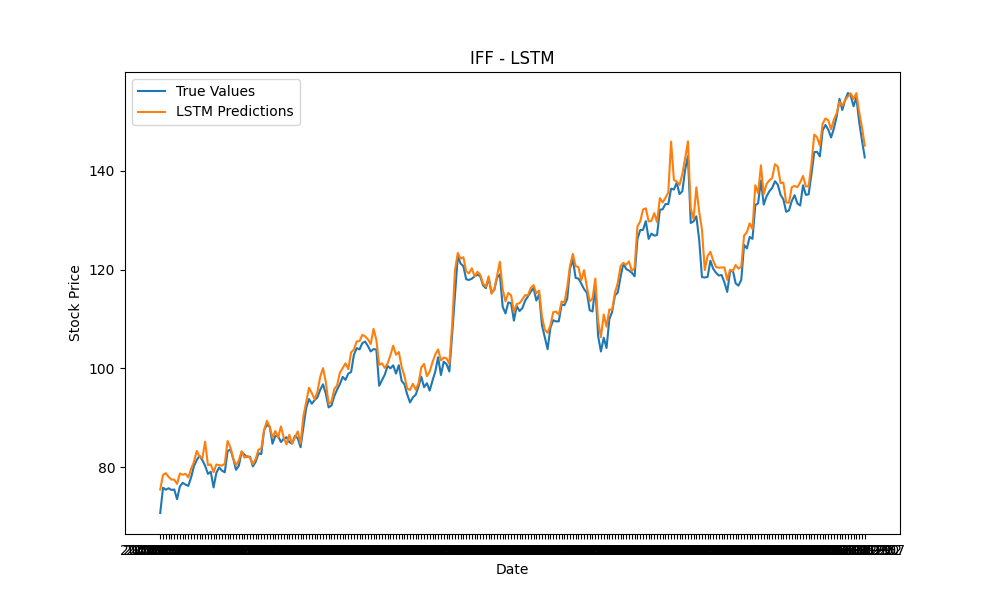 IFF - LSTM
True Values
LSTM Predictions
140
120
100
80
Stock Price
Date